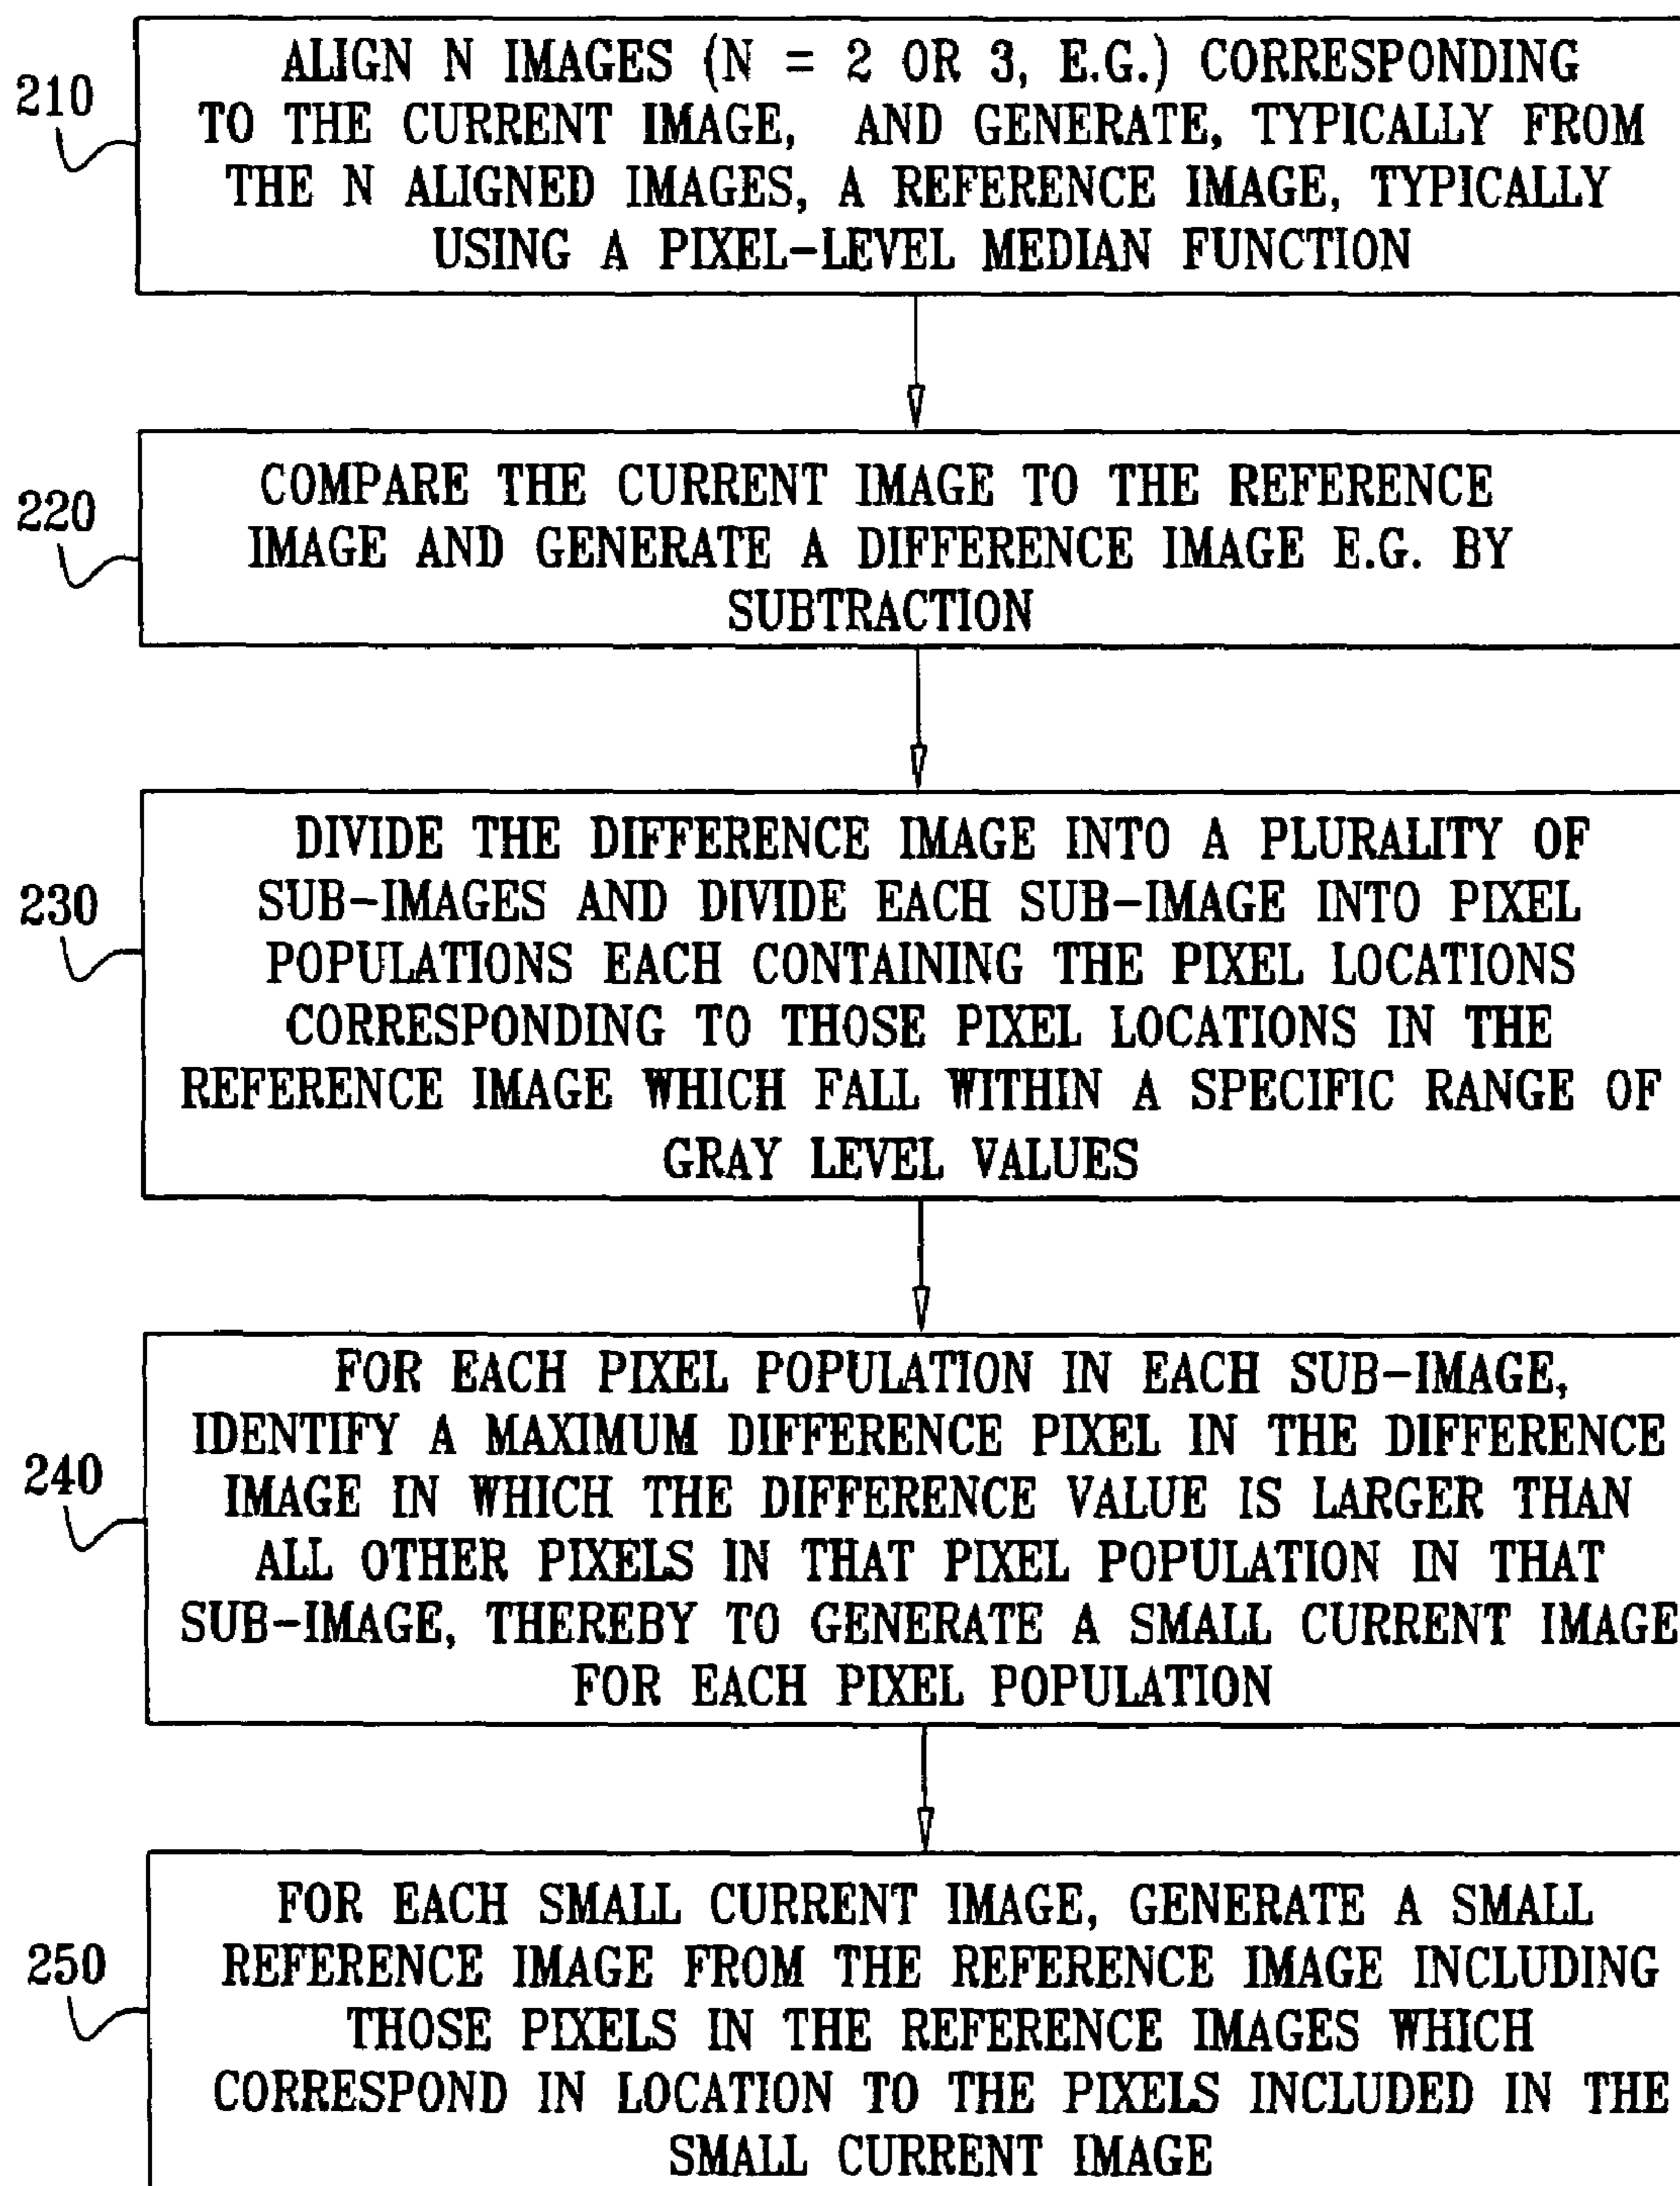 210
ALIGN N IMAGES (N = 2 OR 3, E.G.) CORRESPONDING
TO THE CURRENT IMAGE, AND GENERATE, TYPICALLY FROM
THE N ALIGNED IMAGES, A REFERENCE IMAGE, TYPICALLY
USING A PIXEL-LEVEL MEDIAN FUNCTION
220
COMPARE THE CURRENT IMAGE TO THE REFERENCE
IMAGE AND GENERATE A DIFFERENCE IMAGE E.G. BY
SUBTRACTION
230
DIVIDE THE DIFFERENCE IMAGE INTO A PLURALITY OF
SUB-IMAGES AND DIVIDE EACH SUB-IMAGE INTO PIXEL
POPULATIONS EACH CONTAINING THE PIXEL LOCATIONS
CORRESPONDING TO THOSE PIXEL LOCATIONS IN THE
REFERENCE IMAGE WHICH FALL WITHIN A SPECIFIC RANGE OF
GRAY LEVEL VALUES
240
FOR EACH PIXEL POPULATION IN EACH SUB-IMAGE,
IDENTIFY A MAXIMUM DIFFERENCE PIXEL IN THE DIFFERENCE
IMAGE IN WHICH THE DIFFERENCE VALUE IS LARGER THAN
ALL OTHER PIXELS IN THAT PIXEL POPULATION IN THAT
SUB-IMAGE, THEREBY TO GENERATE A SMALL CURRENT IMAGE
FOR EACH PIXEL POPULATION
250
FOR EACH SMALL CURRENT IMAGE, GENERATE A SMALL
REFERENCE IMAGE FROM THE REFERENCE IMAGE INCLUDING
THOSE PIXELS IN THE REFERENCE IMAGES WHICH
CORRESPOND IN LOCATION TO THE PIXELS INCLUDED IN THE
SMALL CURRENT IMAGE